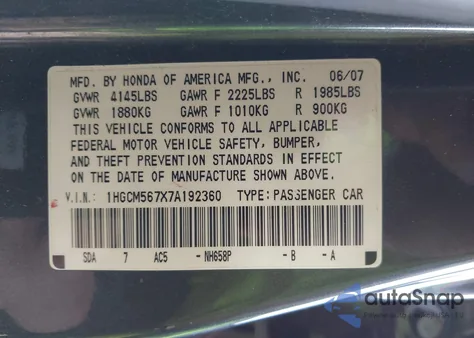 MFD. BY HONDA OF AMERICA MFG., INC. 06/07
GVWR 4145LBS GAWR F 2225LBS R 1985LBS
GVWR 1880KG GAWR F 1010KG R 900KG
THIS VEHICLE CONFORMS TO ALL APPLICABLE
FEDERAL MOTOR VEHICLE SAFETY, BUMPER,
AND THEFT PREVENTION STANDARDS IN EFFECT
ON THE DATE OF MANUFACTURE SHOWN ABOVE.
V.I.N.: 1HGCM567X7A192360 TYPE: PASSENGER CAR
SDA 7 AC5 - NH658P - B - A
autoSnap